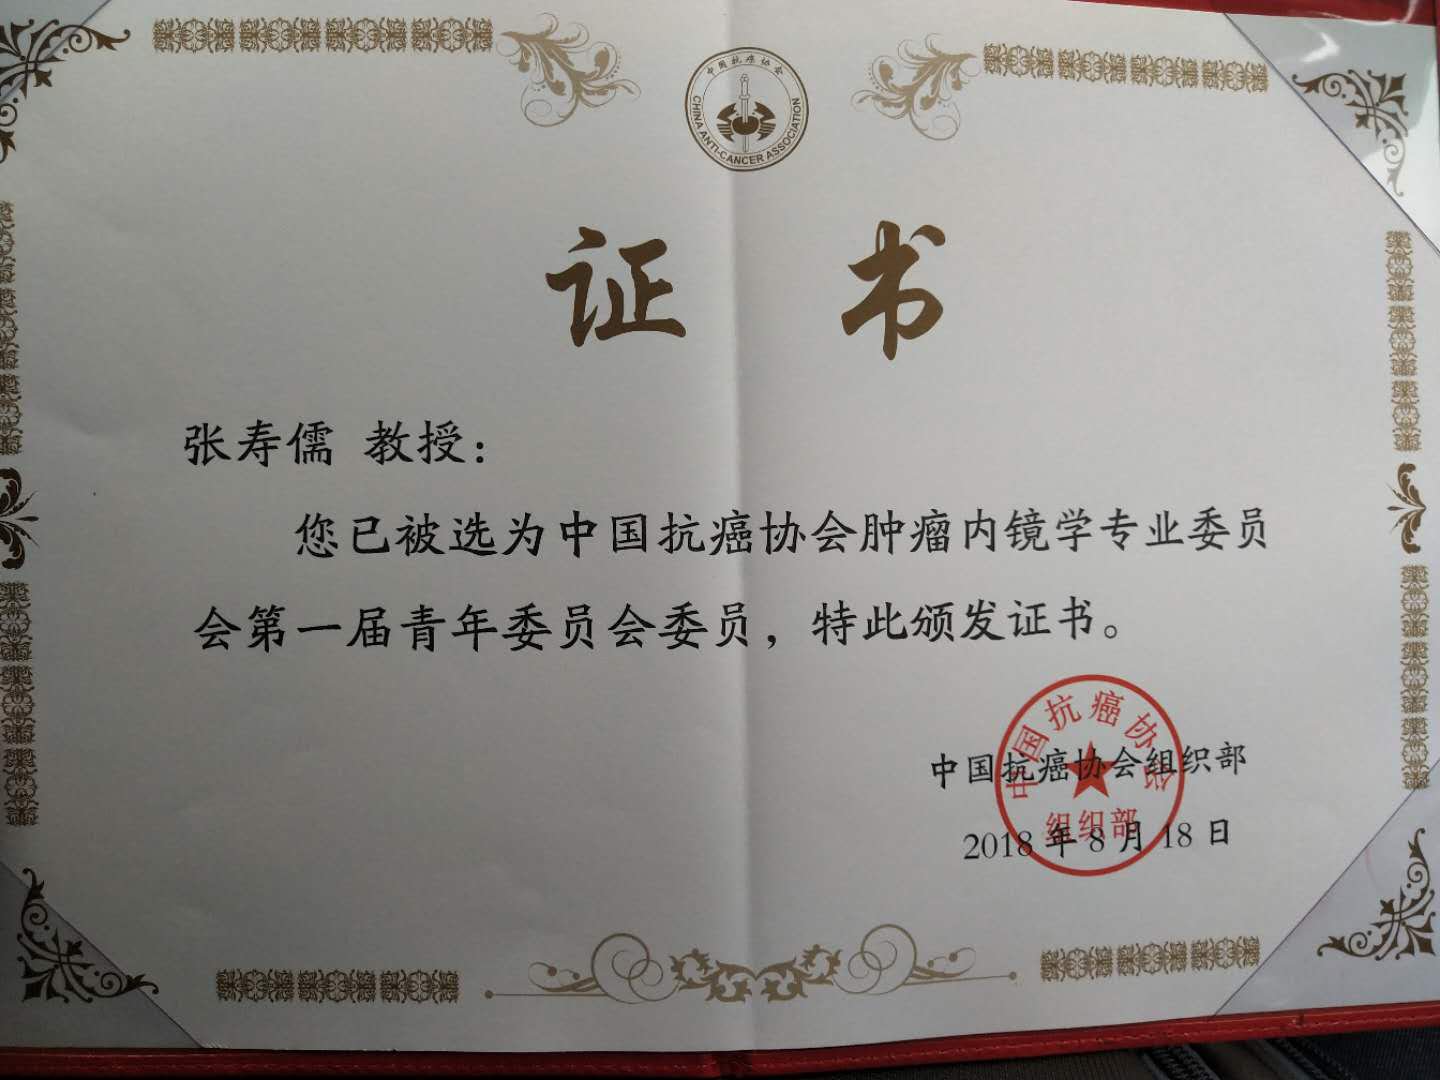 中国抗癌协会
CHINA ANTI-CANCER ASSOCIATION
证书
张寿儒 教授：
您已被选为中国抗癌协会肿瘤内镜学专业委员
会第一届青年委员会委员，特此颁发证书。
中国抗癌协会组织部
2018年8月18日
中国抗癌协会
组织部